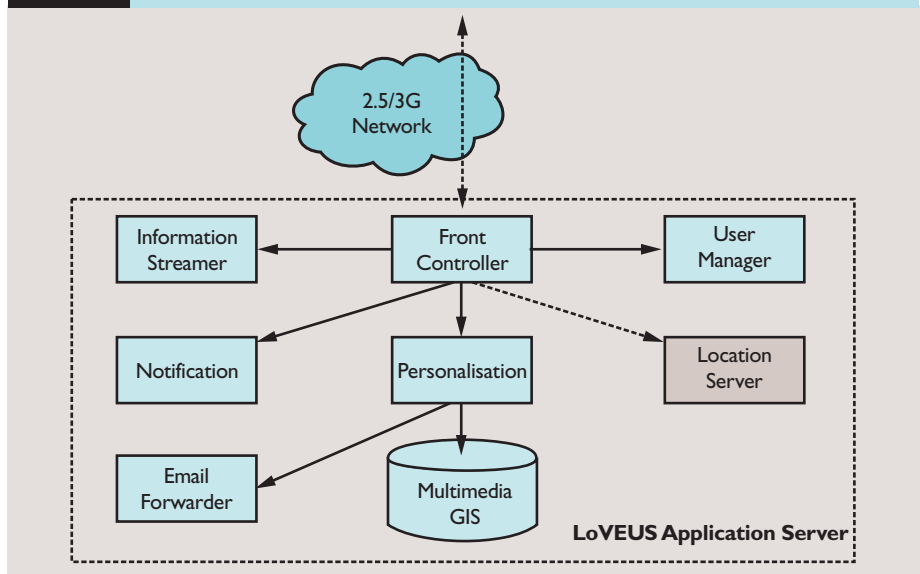 2.5/3G
Network
Information
Streamer
Front
Controller
User
Manager
Notification
Personalisation
Location
Server
Email
Forwarder
Multimedia
GIS
LoVEUS Application Server